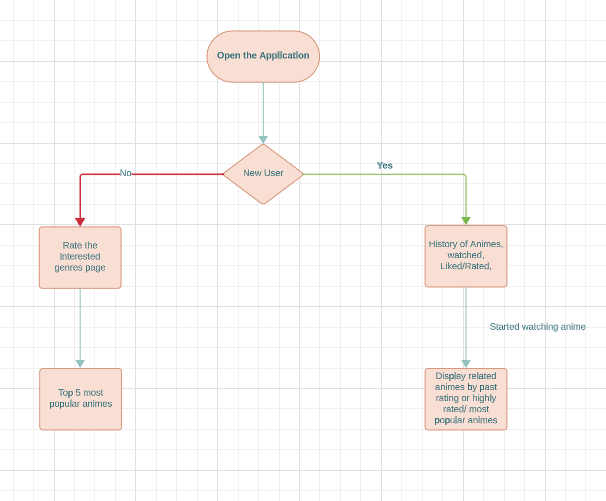 Open the Application
New User
No
Yes
Rate the
Interested
genres page
History of Animes,
watched,
Liked/Rated,
Started watching anime
Top 5 most
popular animes
Display related
animes by past
rating or highly
rated/ most
popular animes